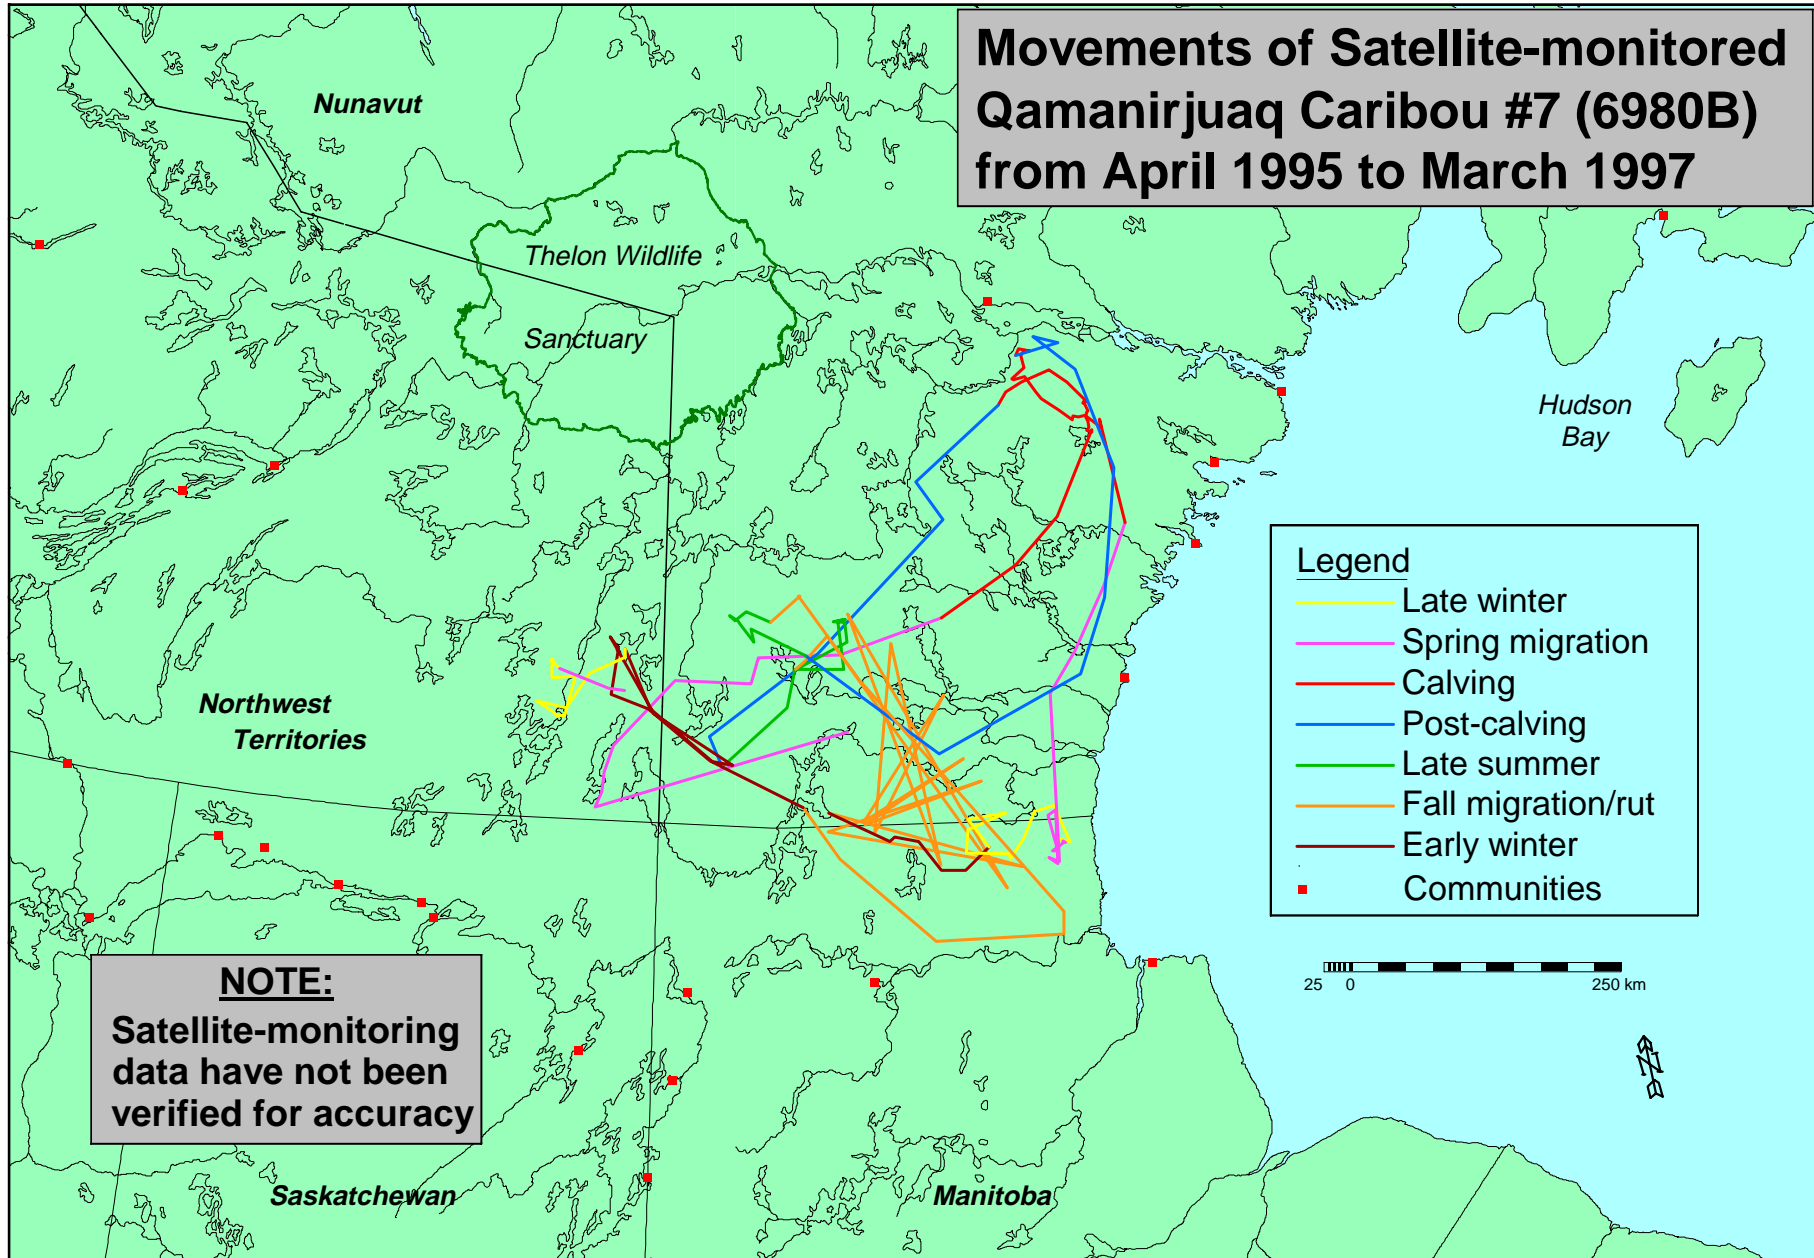 Movements of Satellite-monitored
Qamanirjuaq Caribou #7 (6980B)
from April 1995 to March 1997
Nunavut
Thelon Wildlife
Sanctuary
Hudson
Bay
Northwest
Territories
Legend
Late winter
Spring migration
Calving
Post-calving
Late summer
Fall migration/rut
Early winter
Communities
25 0 250 km
N
NOTE:
Satellite-monitoring
data have not been
verified for accuracy
Saskatchewan
Manitoba